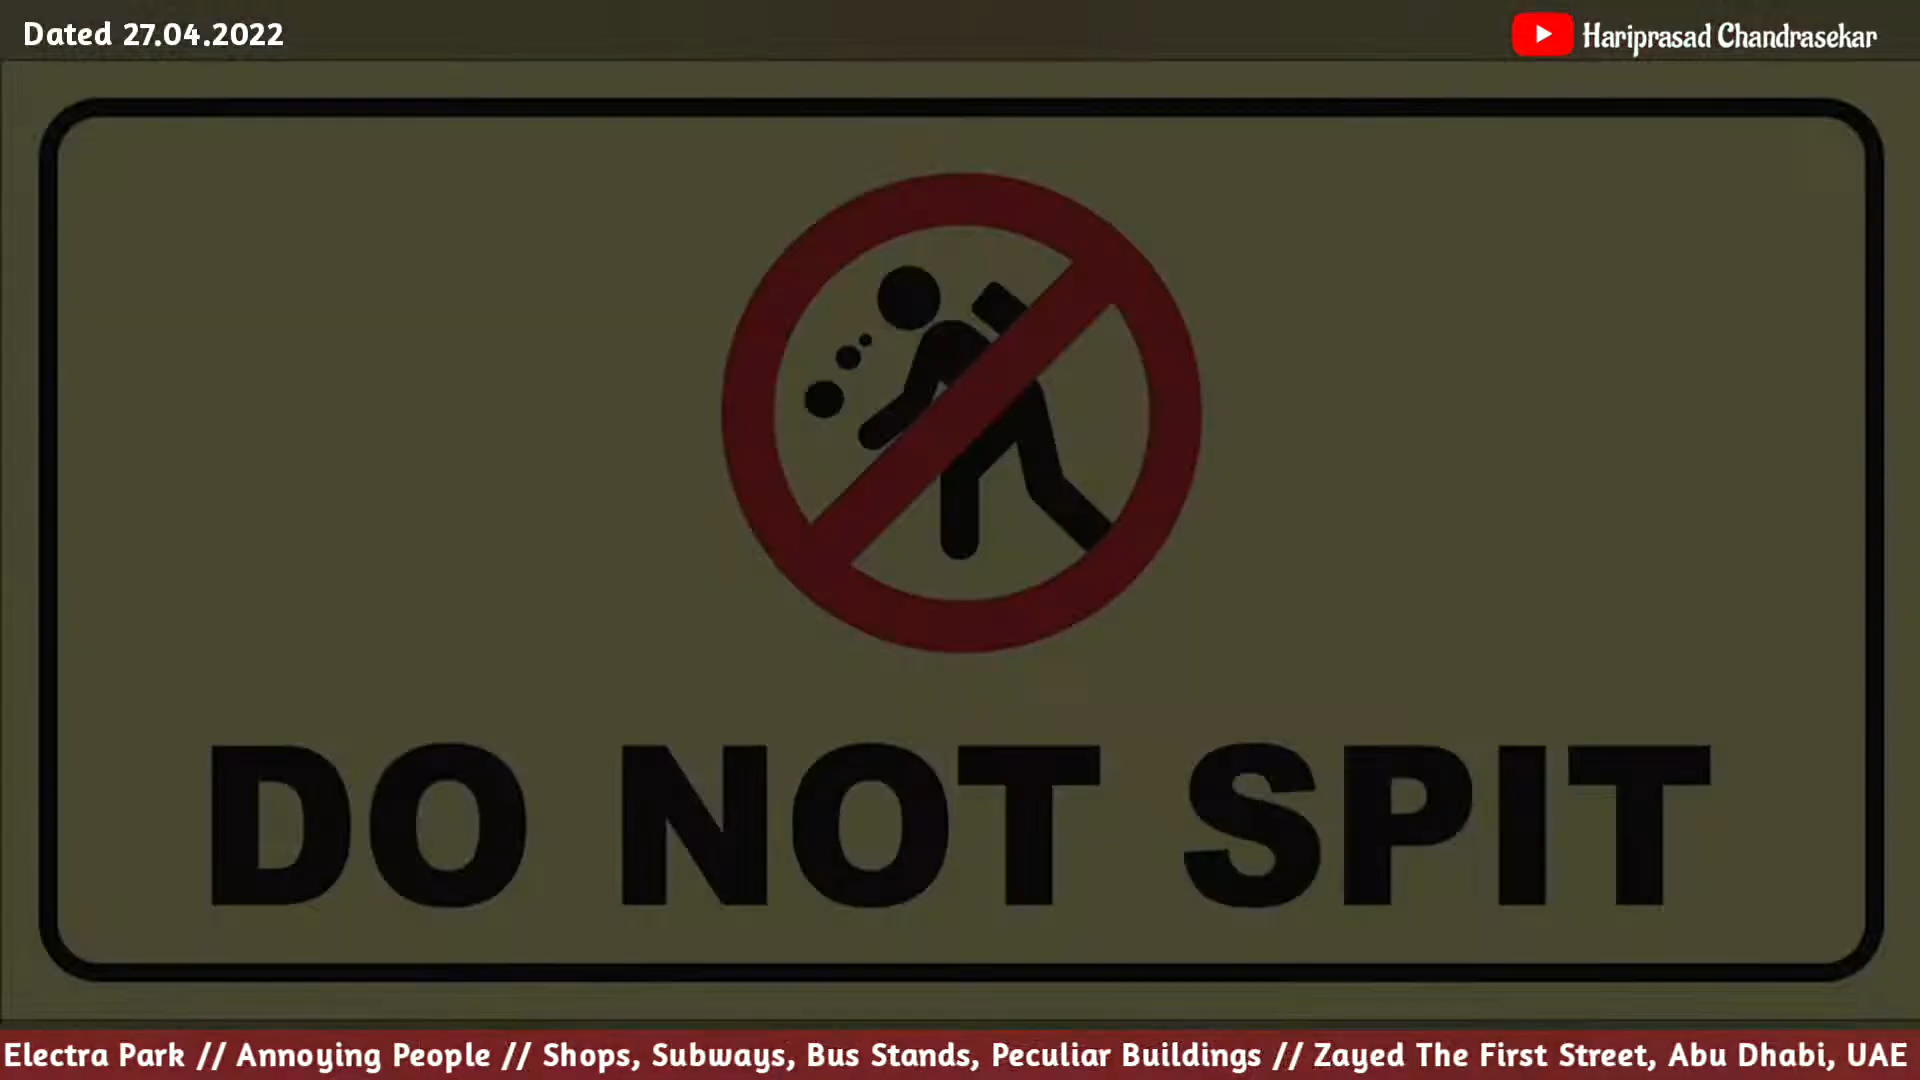 Dated 27.04.2022
Hariprasad Chandrasekar
DO NOT SPIT
Electra Park // Annoying People // Shops, Subways, Bus Stands, Peculiar Buildings // Zayed The First Street, Abu Dhabi, UAE